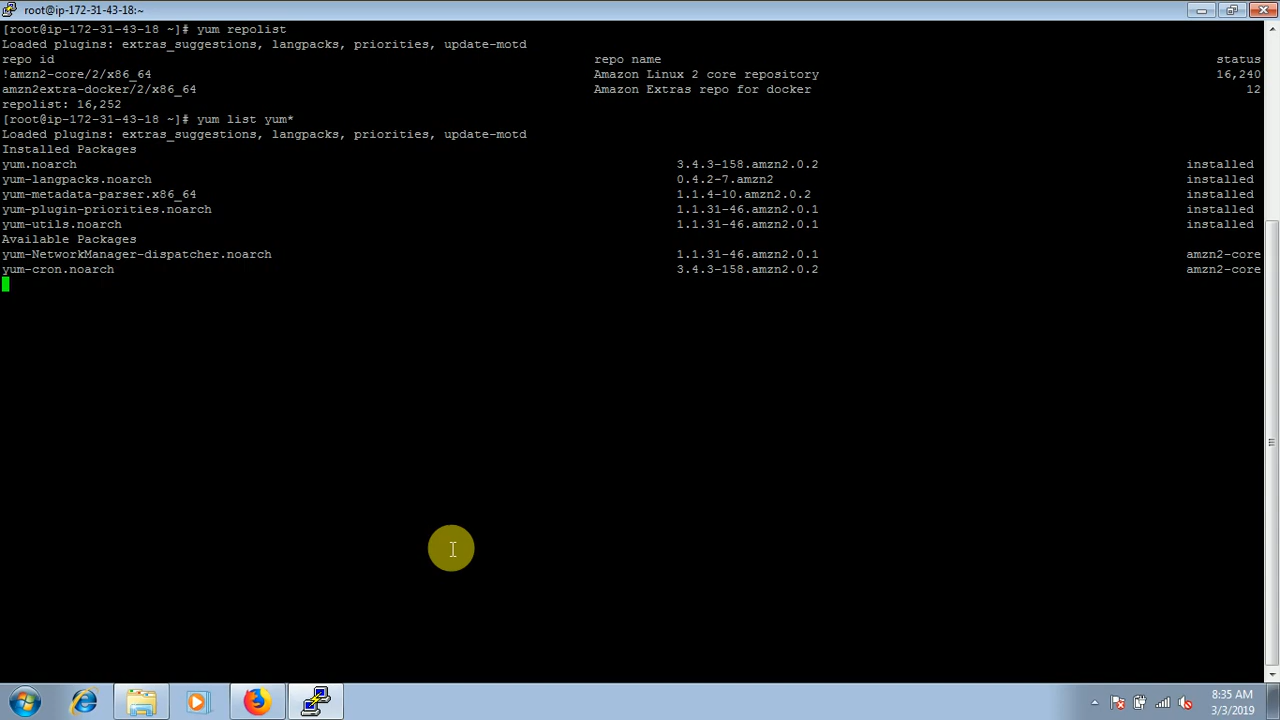 root@ip-172-31-43-18:~
[root@ip-172-31-43-18 ~]# yum repolist
Loaded plugins: extras_suggestions, langpacks, priorities, update-motd
repo id repo name status
!amzn2-core/2/x86_64 Amazon Linux 2 core repository 16,240
amzn2extra-docker/2/x86_64 Amazon Extras repo for docker 12
repolist: 16,252
[root@ip-172-31-43-18 ~]# yum list yum*
Loaded plugins: extras_suggestions, langpacks, priorities, update-motd
Installed Packages
yum.noarch 3.4.3-158.amzn2.0.2 installed
yum-langpacks.noarch 0.4.2-7.amzn2 installed
yum-metadata-parser.x86_64 1.1.4-10.amzn2.0.2 installed
yum-plugin-priorities.noarch 1.1.31-46.amzn2.0.1 installed
yum-utils.noarch 1.1.31-46.amzn2.0.1 installed
Available Packages
yum-NetworkManager-dispatcher.noarch 1.1.31-46.amzn2.0.1 amzn2-core
yum-cron.noarch 3.4.3-158.amzn2.0.2 amzn2-core
8:35 AM
3/3/2019